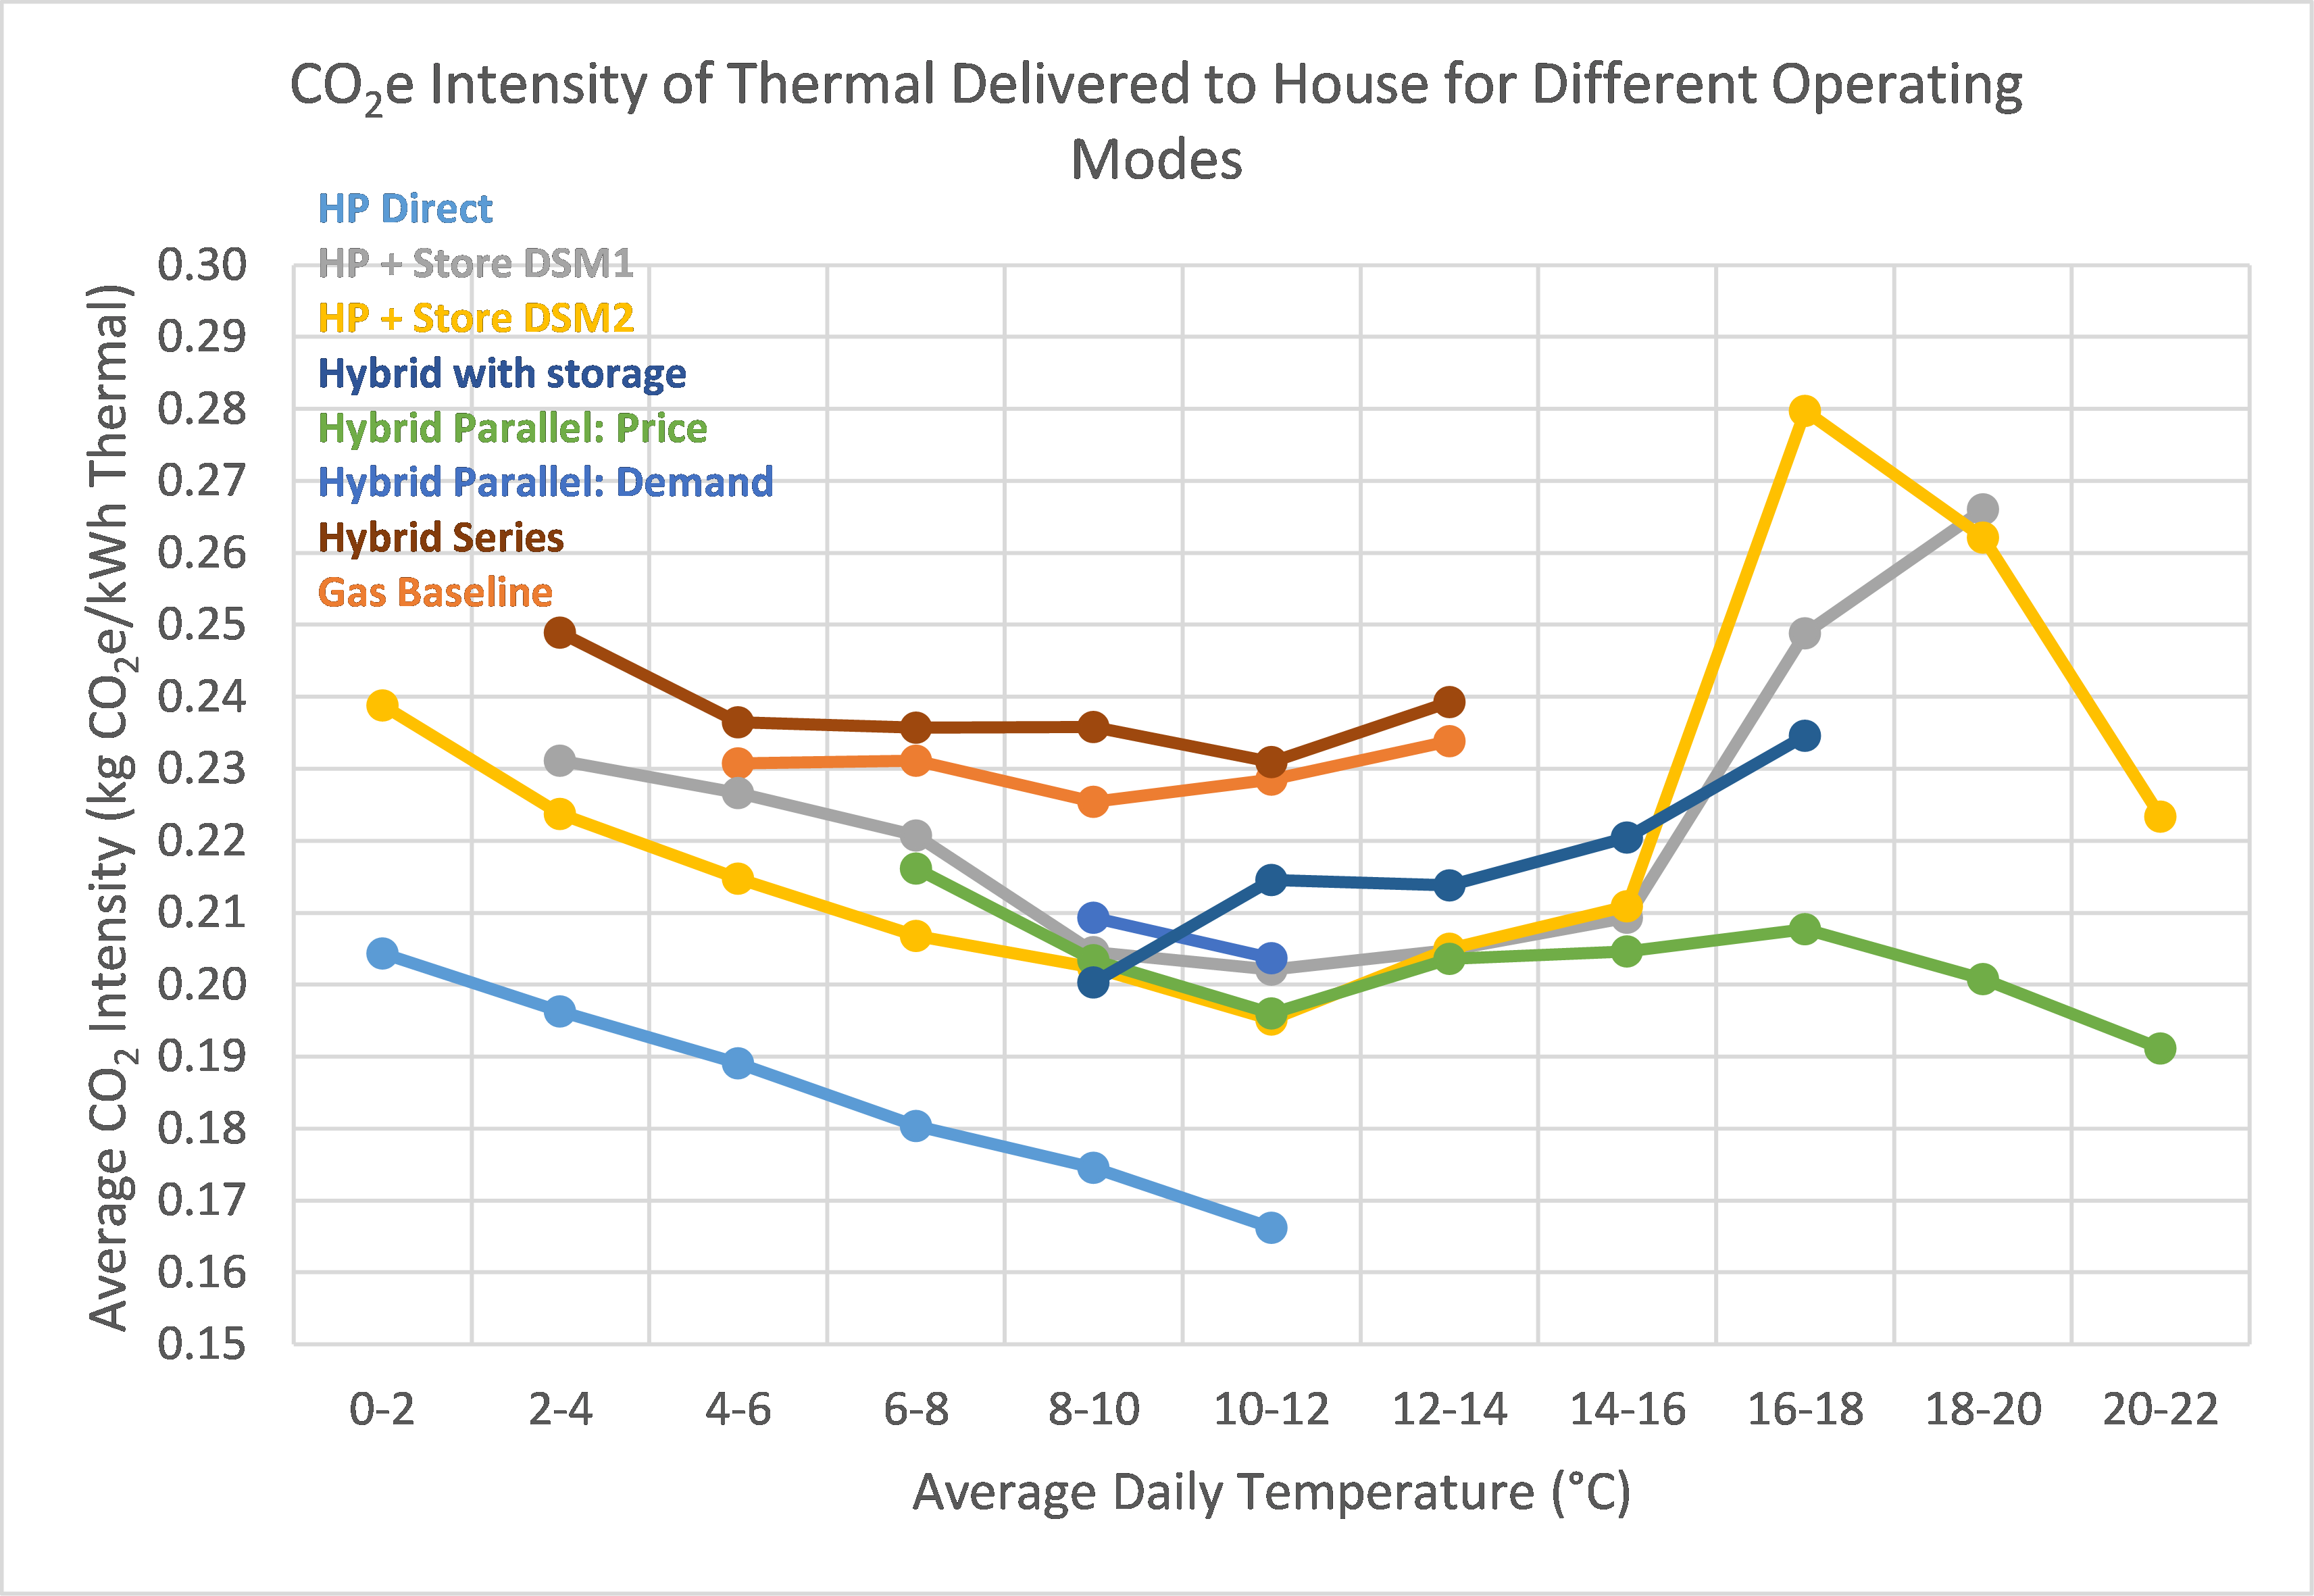 CO₂e Intensity of Thermal Delivered to House for Different Operating
Modes
HP Direct
HP + Store DSM1
HP + Store DSM2
Hybrid with storage
Hybrid Parallel: Price
Hybrid Parallel: Demand
Hybrid Series
Gas Baseline
Average CO₂ Intensity (kg CO₂e/kWh Thermal)
0.30
0.29
0.28
0.27
0.26
0.25
0.24
0.23
0.22
0.21
0.20
0.19
0.18
0.17
0.16
0.15
0-2 2-4 4-6 6-8 8-10 10-12 12-14 14-16 16-18 18-20 20-22
Average Daily Temperature (°C)